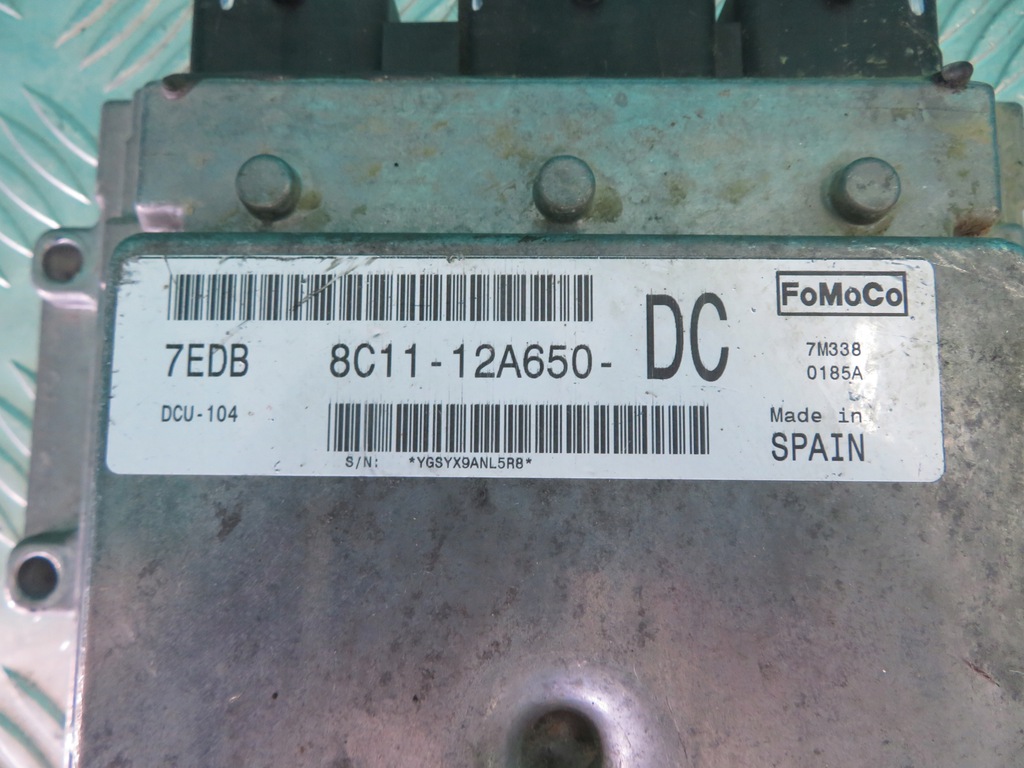 FoMoCo
7EDB 8C11-12A650- DC
7M338
0185A
DCU-104
Made in
SPAIN
S/N: *YGSYX9ANL5R8*